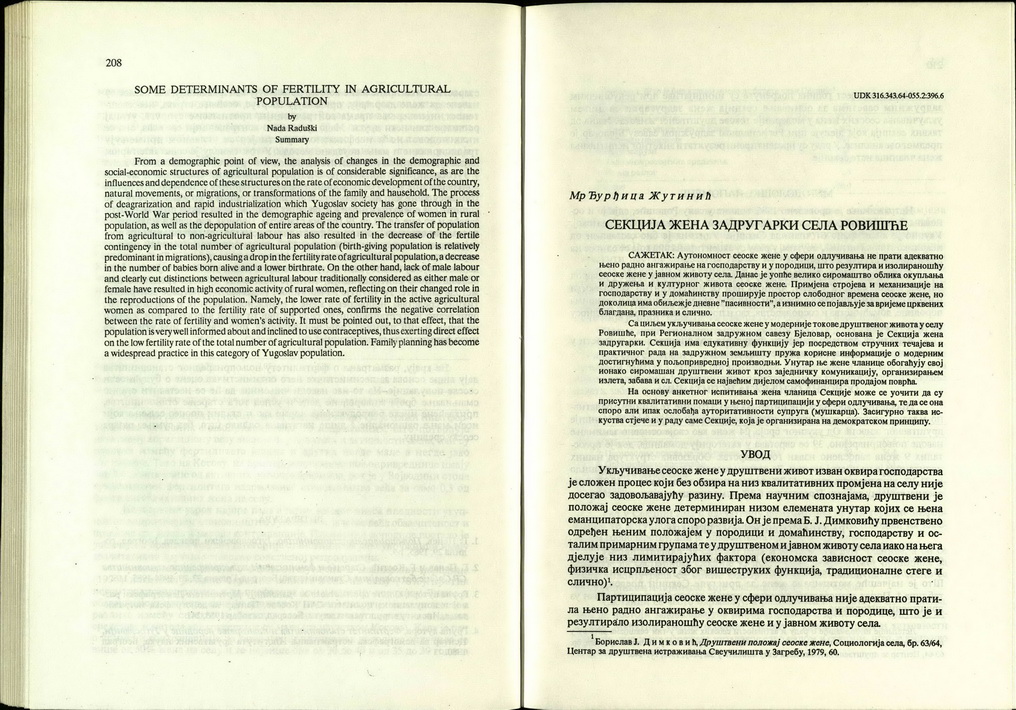 208
SOME DETERMINANTS OF FERTILITY IN AGRICULTURAL
POPULATION
by
Nada Raduški
Summary
From a demographic point of view, the analysis of changes in the demographic and
social-economic structures of agricultural population is of considerable significance, as are the
influences and dependence of these structures on the rate of economic development of the country,
natural movements, or migrations, or transformations of the family and hausehold. The process
of deagrarization and rapid industrialization which Yugoslav society has gone through in the
post-World War period resulted in the demographic ageing and prevalence of women in rural
population, as well as the depopulation of entire areas of the country. The transfer of population
from agricultural to non-agricultural labour has also resulted in the decrease of the fertile
contingency in the total number of agricultural population (birth-giving population is relatively
predominant in migrations), causing a drop in the fertility rate of agricultural population, a decrease
in the number of babies born alive and a lower birthrate. On the other hand, lack of male labour
and clearly cut distinctions between agricultural labour traditionally considered as either male or
female have resulted in high economic activity of rural women, reflecting on their changed role in
the reproductions of the population. Namely, the lower rate of fertility in the active agricultural
women as compared to the fertility rate of supported ones, confirms the negative correlation
between the rate of fertility and women's activity. It must be pointed out, to that effect, that the
population is very well informed about and inclined to use contraceptives, thus exerting direct effect
on the low fertility rate of the total number of agricultural population. Family planning has become
a widespread practice in this category of Yugoslav population.
UDK 316.343.64-055.2:396.6
Мр Ђурђица Жутинић
СЕКЦИЈА ЖЕНА ЗАДРУГАРКИ СЕЛА РОВИШЋЕ
САЖЕТАК: Аутономност сеоске жене у сфери одлучивања не прати адекватно
њено радно ангажирање на господарству и у породици, што резултира и изолираношћу
сеоске жене у јавном животу села. Данас је уопће велико сиромаштво облика окупљања
и дружења и културног живота сеоске жене. Примјена стројева и механизације на
господарству и у домаћинству проширује простор слободног времена сеоске жене, но
доколица има обиљежје дневне "пасивности", а изнимно се појављује за вријеме црквених
благдана, празника и слично.
Са циљем укључивања сеоске жене у модерније токове друштвеног живота у селу
Ровишће, при Регионалном задружном савезу Бјеловар, основана је Секција жена
задругарки. Секција има едукативну функцију јер посредством стручних течајева и
практичног рада на задружном земљишту пружа корисне информације о модерним
достигнућима у пољопривредној производњи. Унутар ње жене чланице обогаћују свој
ионако сиромашан друштвени живот кроз заједничку комуникацију, организирањем
излета, забава и сл. Секција се највећим дијелом самофинансира продајом поврћа.
На основу анкетног испитивања жена чланица Секције може се уочити да су
присутни квалитативни помаци у њеној партиципацији у сфери одлучивања, те да се она
споро али ипак ослобађа ауторитативности супруга (мушкарца). Засигурно таква ис-
куства стјече и у раду саме Секције, која је организирана на демократском принципу.
УВОД
Укључивање сеоске жене у друштвени живот изван оквира господарства
је сложен процес који без обзира на низ квалитативних промјена на селу није
досегао задовољавајућу разину. Према научним спознајама, друштвени је
положај сеоске жене детерминиран низом елемената унутар којих се њена
еманципаторска улога споро развија. Он је према Б. Ј. Димковићу првенствено
одређен њеним положајем у породици и домаћинству, господарству и ос-
талим примарним групама те у друштвеном и јавном животу села иако на њега
дјелује низ лимитирајућих фактора (економска зависност сеоске жене,
физичка исцрпљеност због вишеструких функција, традиционалне стеге и
слично)¹.
Партиципација сеоске жене у сфери одлучивања није адекватно прати-
ла њено радно ангажирање у оквирима господарства и породице, што је и
резултирало изолираношћу сеоске жене и у јавном животу села.
¹ Борислав Ј. Димковић, Друштвени положај сеоске жене, Социологија села, бр. 63/64,
Центар за друштвена истраживања Свеучилишта у Загребу, 1979, 60.